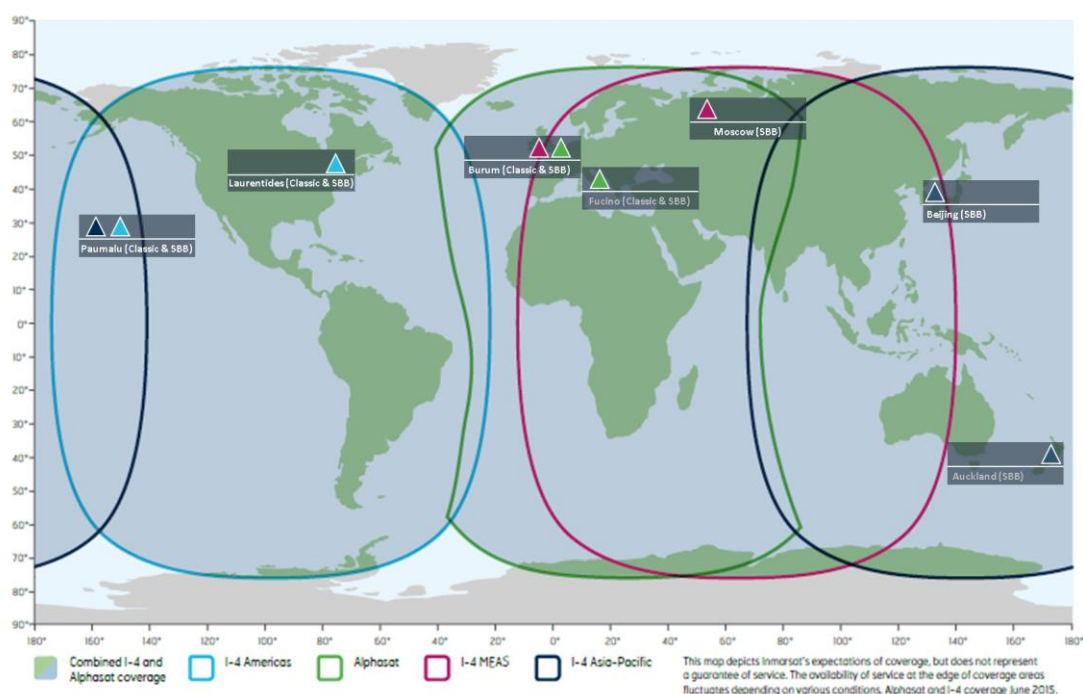 90°
80°
70°
60°
50°
40°
30°
20°
10°
0°
10°
20°
30°
40°
50°
60°
70°
80°
90°
Moscow (SBB)
Burum (Classic & SBB)
Laurentides (Classic & SBB)
Fucino (Classic & SBB)
Beijing (SBB)
Paumalu (Classic & SBB)
Auckland (SBB)
180° 160° 140° 120° 100° 80° 60° 40° 20° 0° 20° 40° 60° 80° 100° 120° 140° 160° 180°
Combined I-4 and
Alphasat coverage
I-4 Americas
Alphasat
I-4 MEAS
I-4 Asia-Pacific
This map depicts Inmarsat's expectations of coverage, but does not represent
a guarantee of service. The availability of service at the edge of coverage areas
fluctuates depending on various conditions. Alphasat and I-4 coverage June 2015.